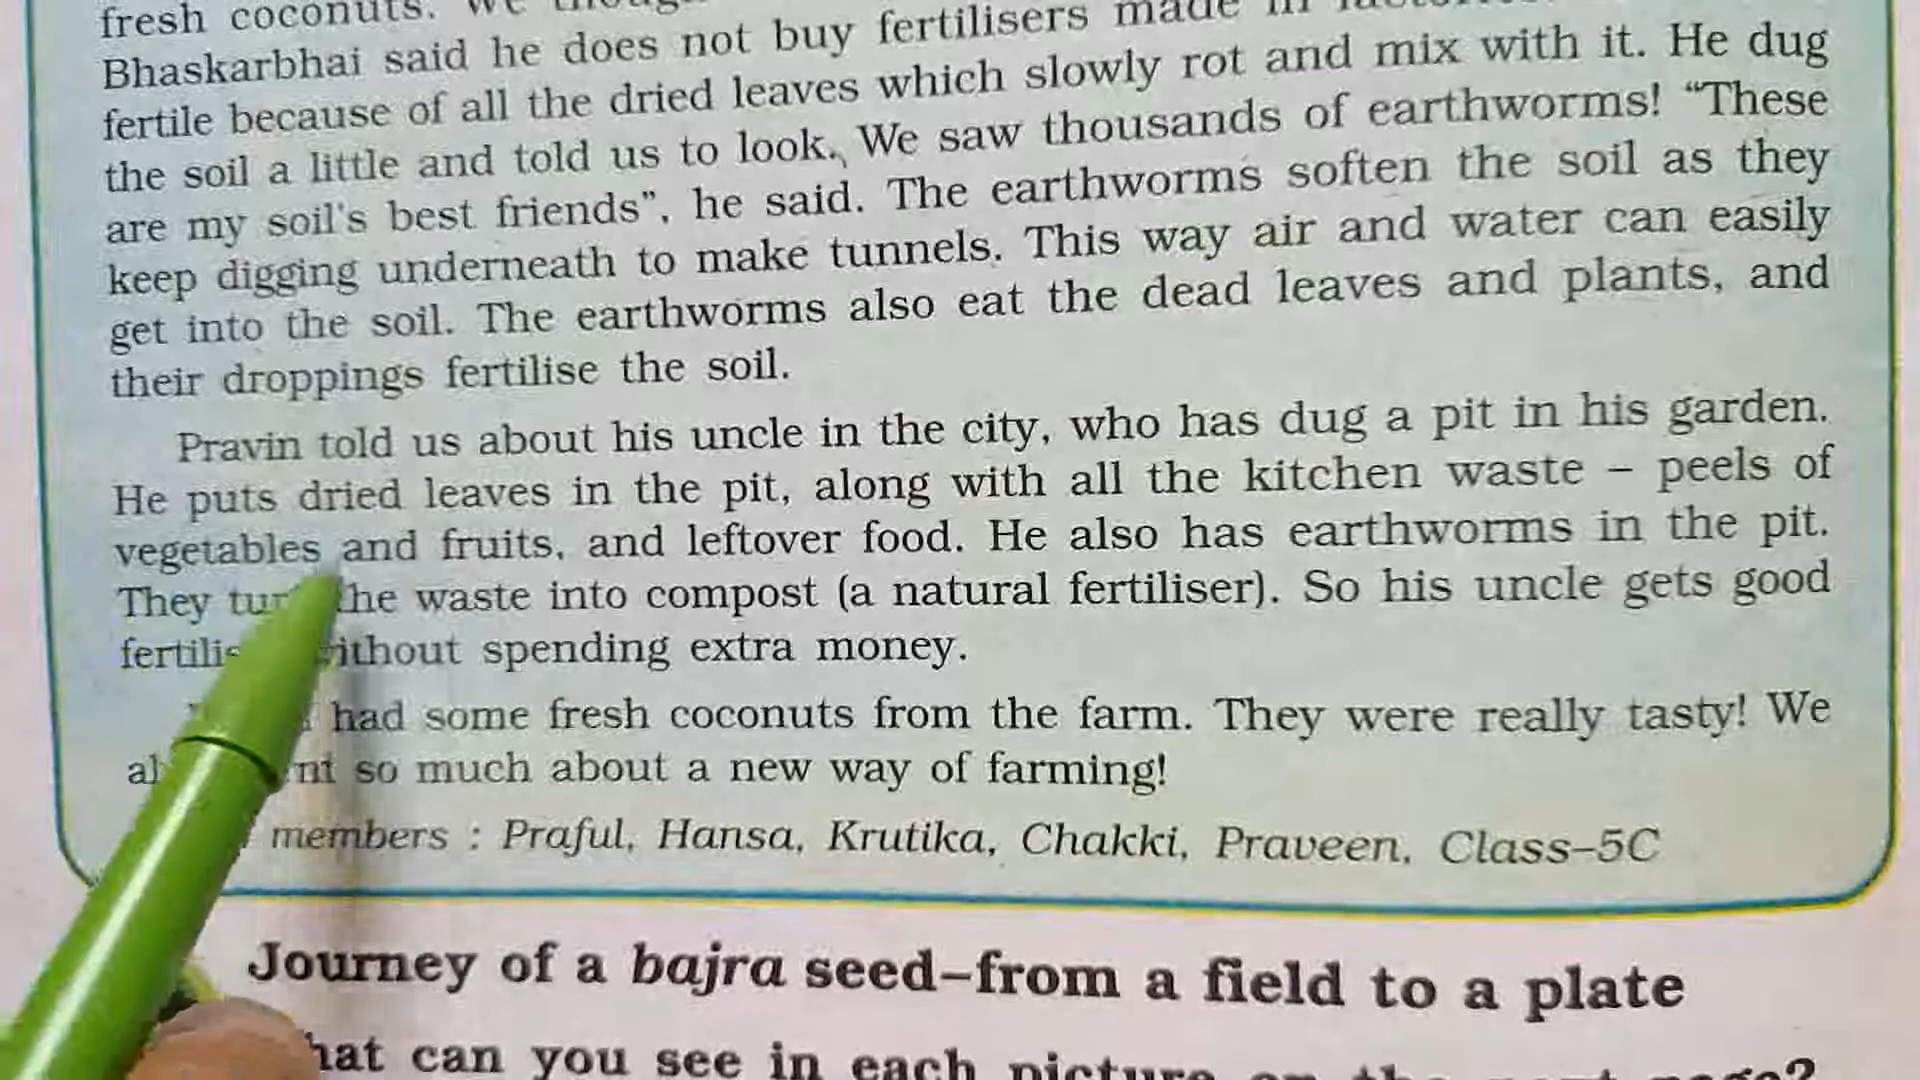 fresh coconuts. We
Bhaskarbhai said he does not buy fertilisers made in
fertile because of all the dried leaves which slowly rot and mix with it. He dug
the soil a little and told us to look. We saw thousands of earthworms! “These
are my soil's best friends”, he said. The earthworms soften the soil as they
keep digging underneath to make tunnels. This way air and water can easily
get into the soil. The earthworms also eat the dead leaves and plants, and
their droppings fertilise the soil.
Pravin told us about his uncle in the city, who has dug a pit in his garden.
He puts dried leaves in the pit, along with all the kitchen waste – peels of
vegetables and fruits, and leftover food. He also has earthworms in the pit.
They the waste into compost (a natural fertiliser). So his uncle gets good
without spending extra money.
had some fresh coconuts from the farm. They were really tasty! We
so much about a new way of farming!
members : Praful, Hansa, Krutika, Chakki, Praveen, Class–5C
Journey of a bajra seed–from a field to a plate
can you see in each picture on the next page?